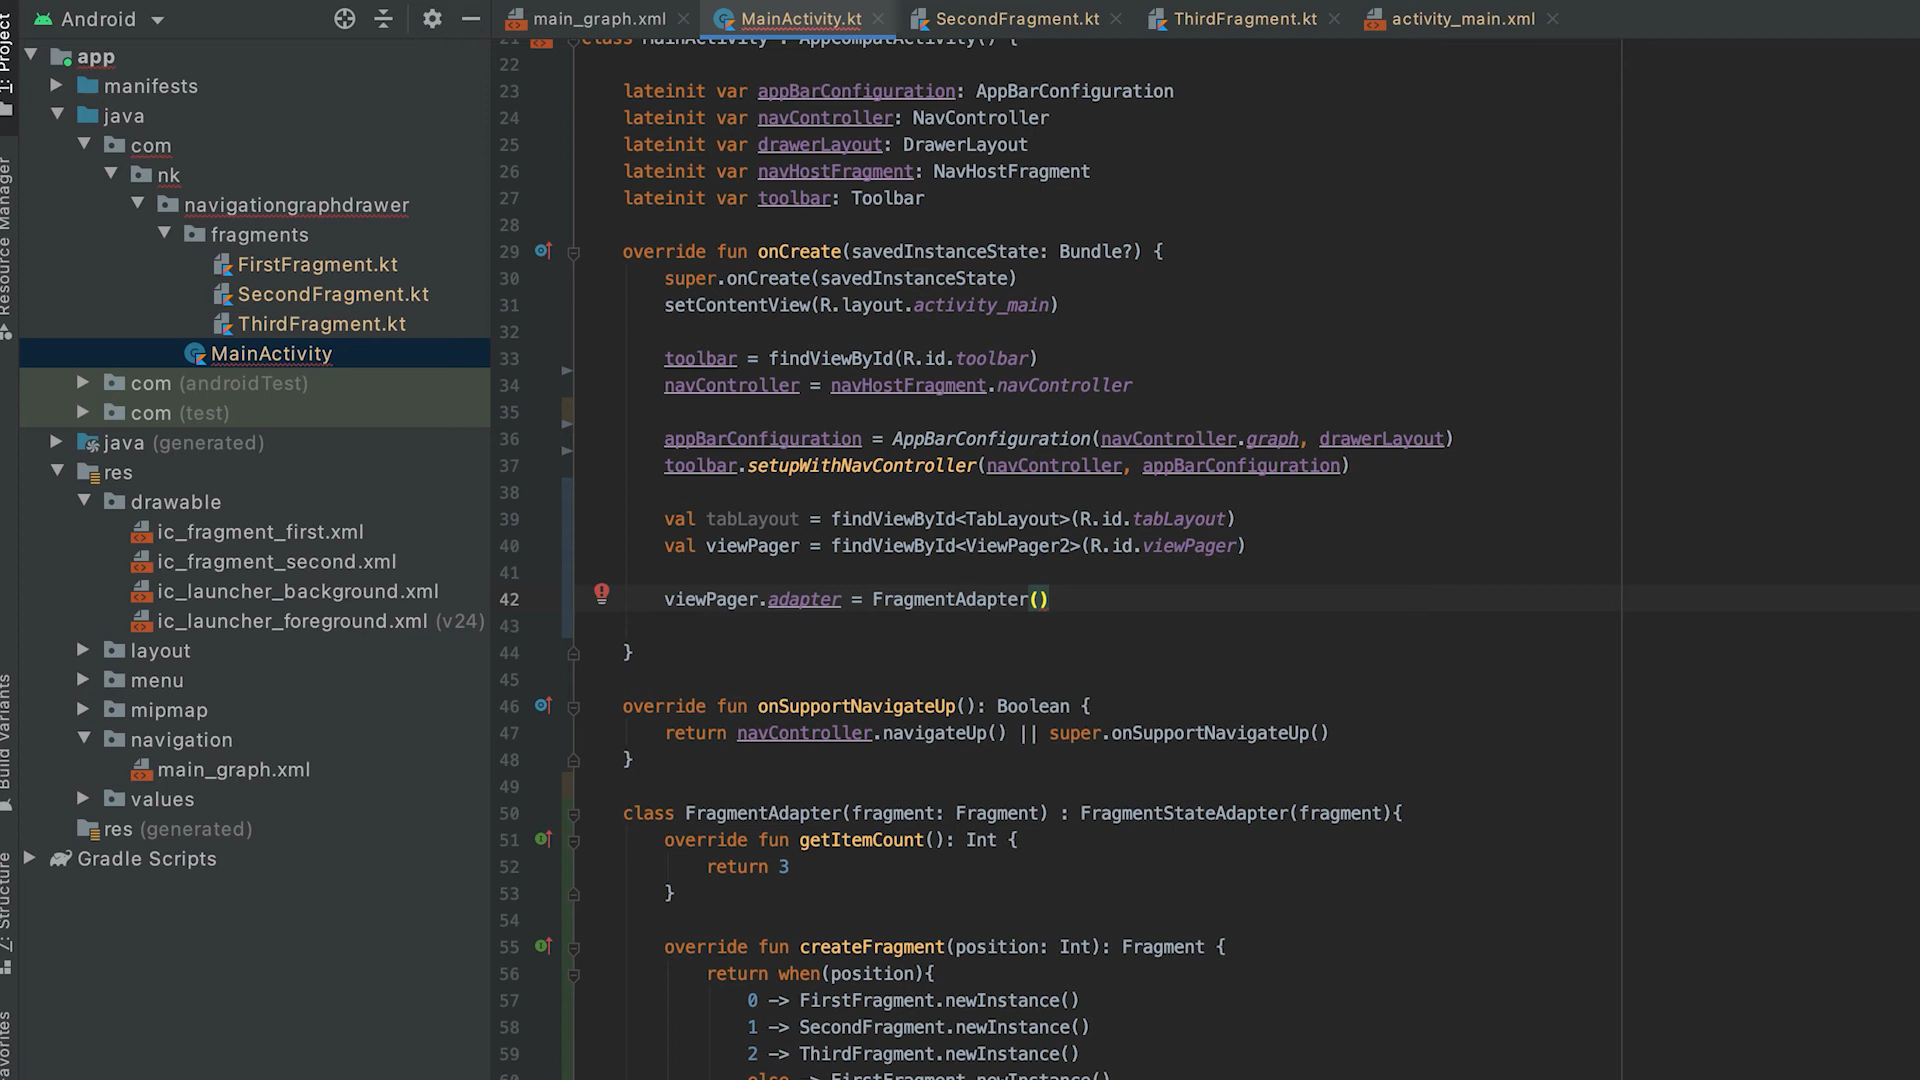 Android
main_graph.xml
MainActivity.kt
SecondFragment.kt
ThirdFragment.kt
activity_main.xml
1: Project
Resource Manager
Build Variants
7: Structure
app
manifests
java
com
nk
navigationgraphdrawer
fragments
FirstFragment.kt
SecondFragment.kt
ThirdFragment.kt
MainActivity
com (androidTest)
com (test)
java (generated)
res
drawable
ic_fragment_first.xml
ic_fragment_second.xml
ic_launcher_background.xml
ic_launcher_foreground.xml (v24)
layout
menu
mipmap
navigation
main_graph.xml
values
res (generated)
Gradle Scripts
21 class MainActivity : AppCompatActivity() {
22
23 lateinit var appBarConfiguration: AppBarConfiguration
24 lateinit var navController: NavController
25 lateinit var drawerLayout: DrawerLayout
26 lateinit var navHostFragment: NavHostFragment
27 lateinit var toolbar: Toolbar
28
29 override fun onCreate(savedInstanceState: Bundle?) {
30 super.onCreate(savedInstanceState)
31 setContentView(R.layout.activity_main)
32
33 toolbar = findViewById(R.id.toolbar)
34 navController = navHostFragment.navController
35
36 appBarConfiguration = AppBarConfiguration(navController.graph, drawerLayout)
37 toolbar.setupWithNavController(navController, appBarConfiguration)
38
39 val tabLayout = findViewById<TabLayout>(R.id.tabLayout)
40 val viewPager = findViewById<ViewPager2>(R.id.viewPager)
41
42 viewPager.adapter = FragmentAdapter()
43
44 }
45
46 override fun onSupportNavigateUp(): Boolean {
47 return navController.navigateUp() || super.onSupportNavigateUp()
48 }
49
50 class FragmentAdapter(fragment: Fragment) : FragmentStateAdapter(fragment){
51 override fun getItemCount(): Int {
52 return 3
53 }
54
55 override fun createFragment(position: Int): Fragment {
56 return when(position){
57 0 -> FirstFragment.newInstance()
58 1 -> SecondFragment.newInstance()
59 2 -> ThirdFragment.newInstance()
60 else -> FirstFragment.newInstance()